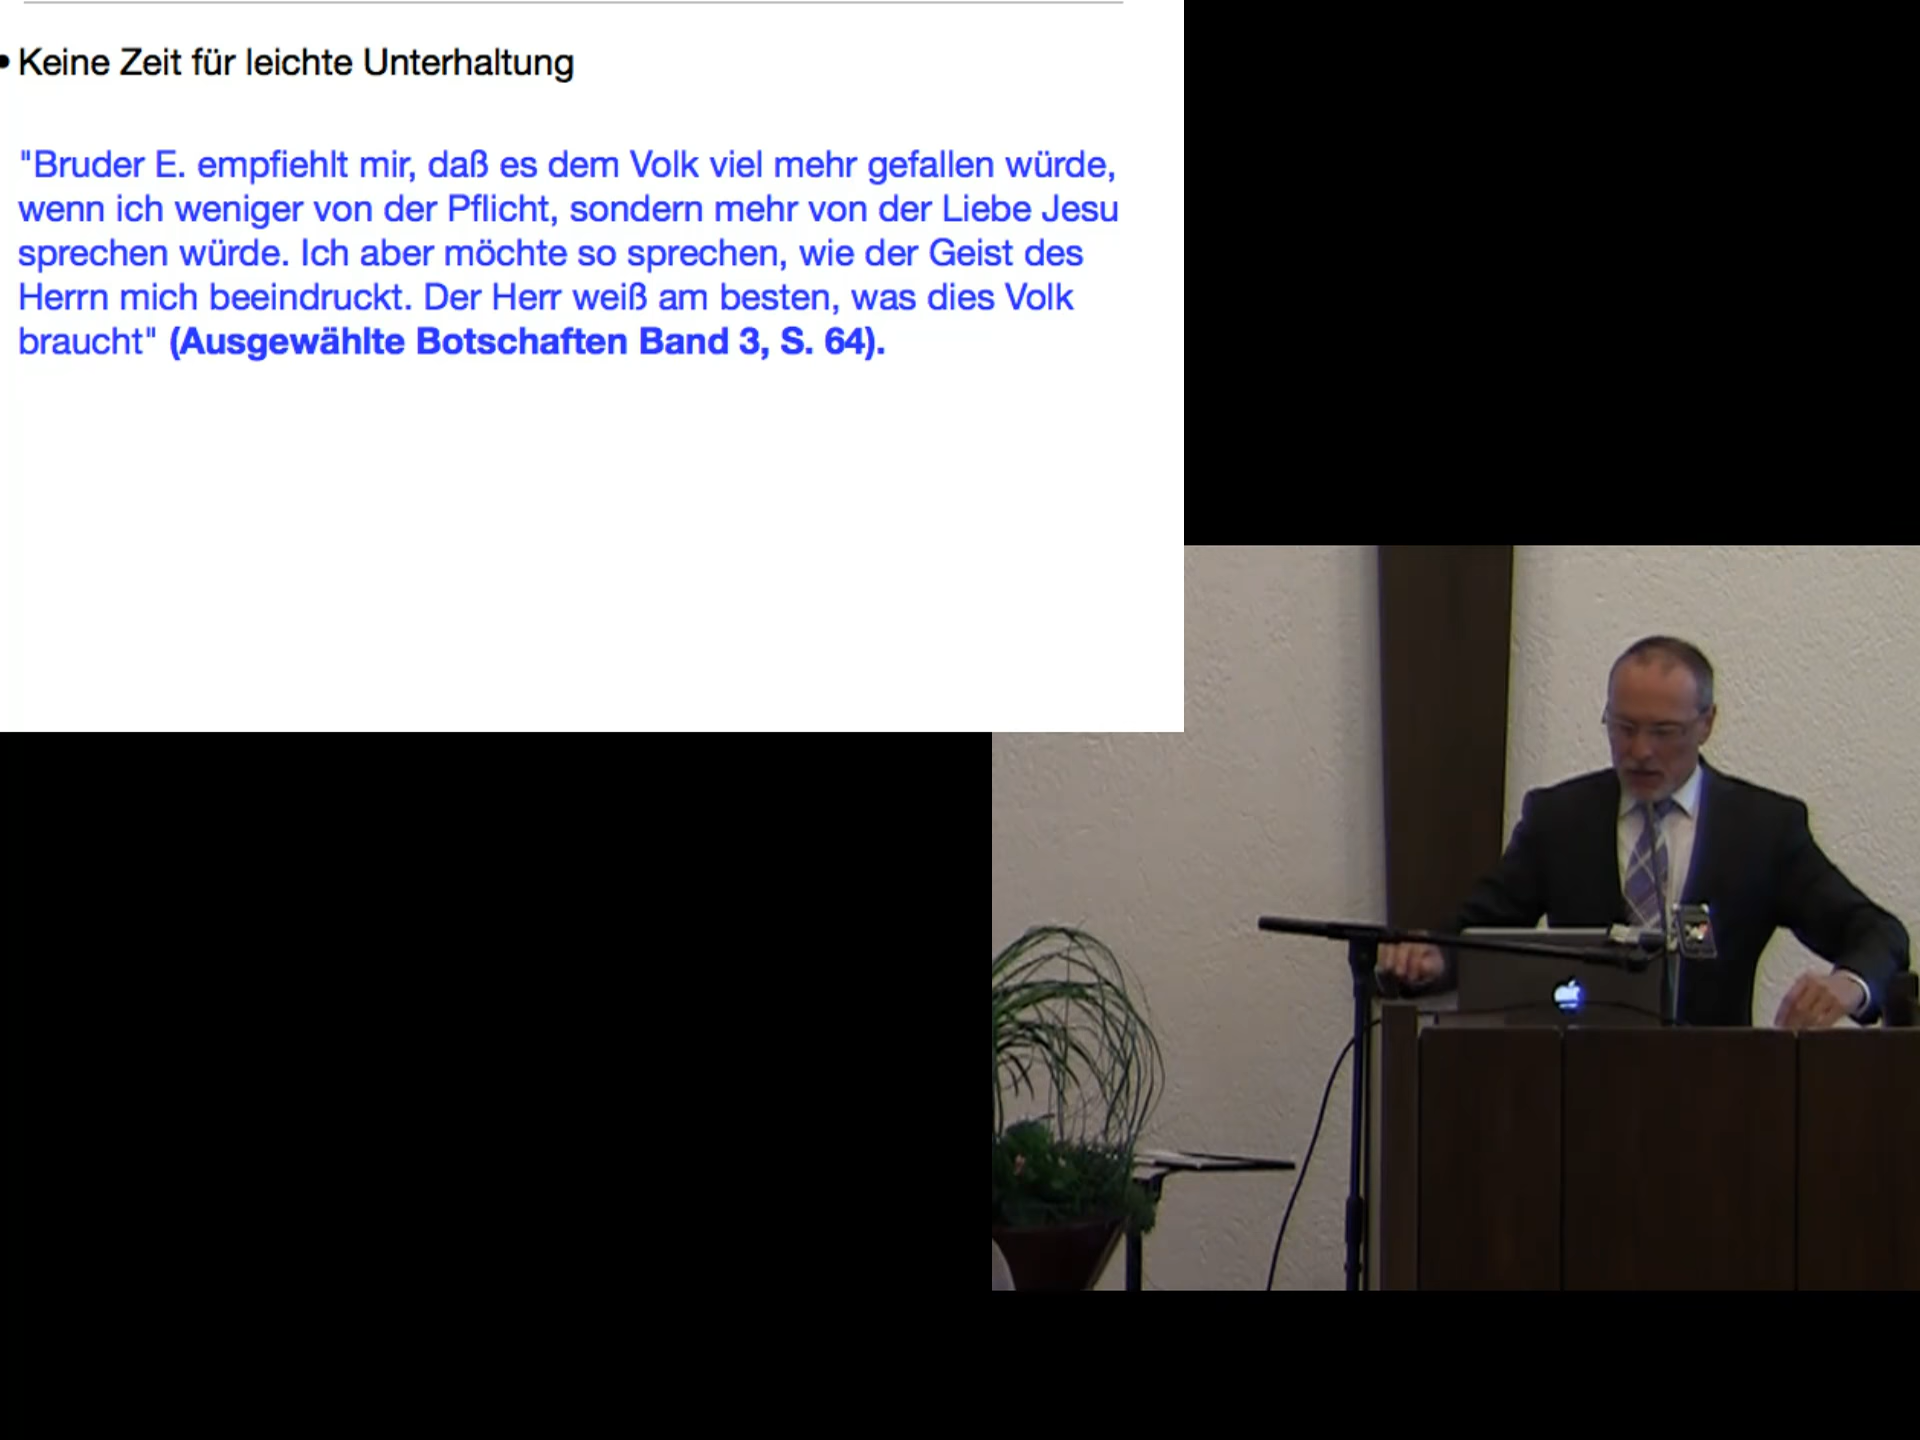 • Keine Zeit für leichte Unterhaltung
"Bruder E. empfiehlt mir, daß es dem Volk viel mehr gefallen würde,
wenn ich weniger von der Pflicht, sondern mehr von der Liebe Jesu
sprechen würde. Ich aber möchte so sprechen, wie der Geist des
Herrn mich beeindruckt. Der Herr weiß am besten, was dies Volk
braucht" (Ausgewählte Botschaften Band 3, S. 64).